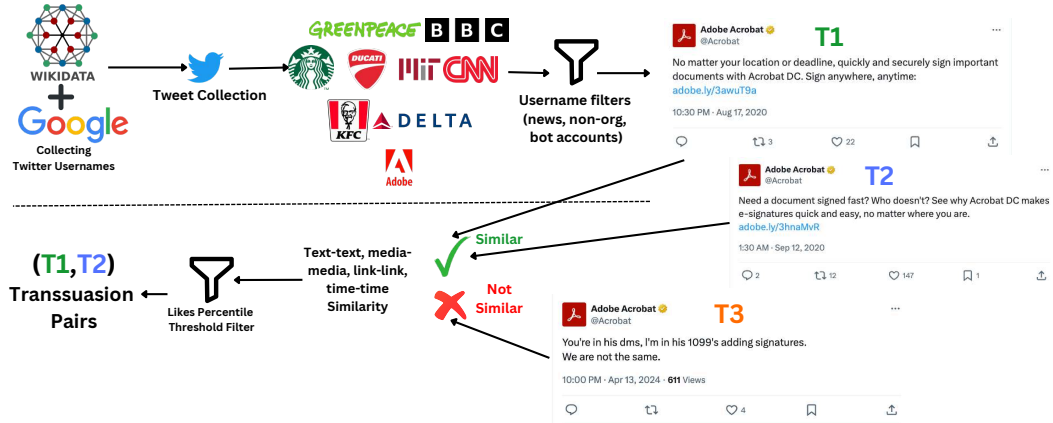 WIKIDATA
Google
Collecting
Twitter Usernames
Tweet Collection
GREENPEACE
BBC
DUCATI
MIT
CNN
KFC
DELTA
Adobe
Username filters
(news, non-org,
bot accounts)
Adobe Acrobat
@Acrobat
T1
No matter your location or deadline, quickly and securely sign important
documents with Acrobat DC. Sign anywhere, anytime:
adobe.ly/3awuT9a
10:30 PM · Aug 17, 2020
3
22
Adobe Acrobat
@Acrobat
T2
Need a document signed fast? Who doesn't? See why Acrobat DC makes
e-signatures quick and easy, no matter where you are.
adobe.ly/3hnaMvR
1:30 AM · Sep 12, 2020
2
12
147
1
Similar
Not
Similar
Text-text, media-
media, link-link,
time-time
Similarity
Likes Percentile
Threshold Filter
(T1,T2)
Transsuasion
Pairs
Adobe Acrobat
@Acrobat
T3
You're in his dms, I'm in his 1099's adding signatures.
We are not the same.
10:00 PM · Apr 13, 2024 · 611 Views
4